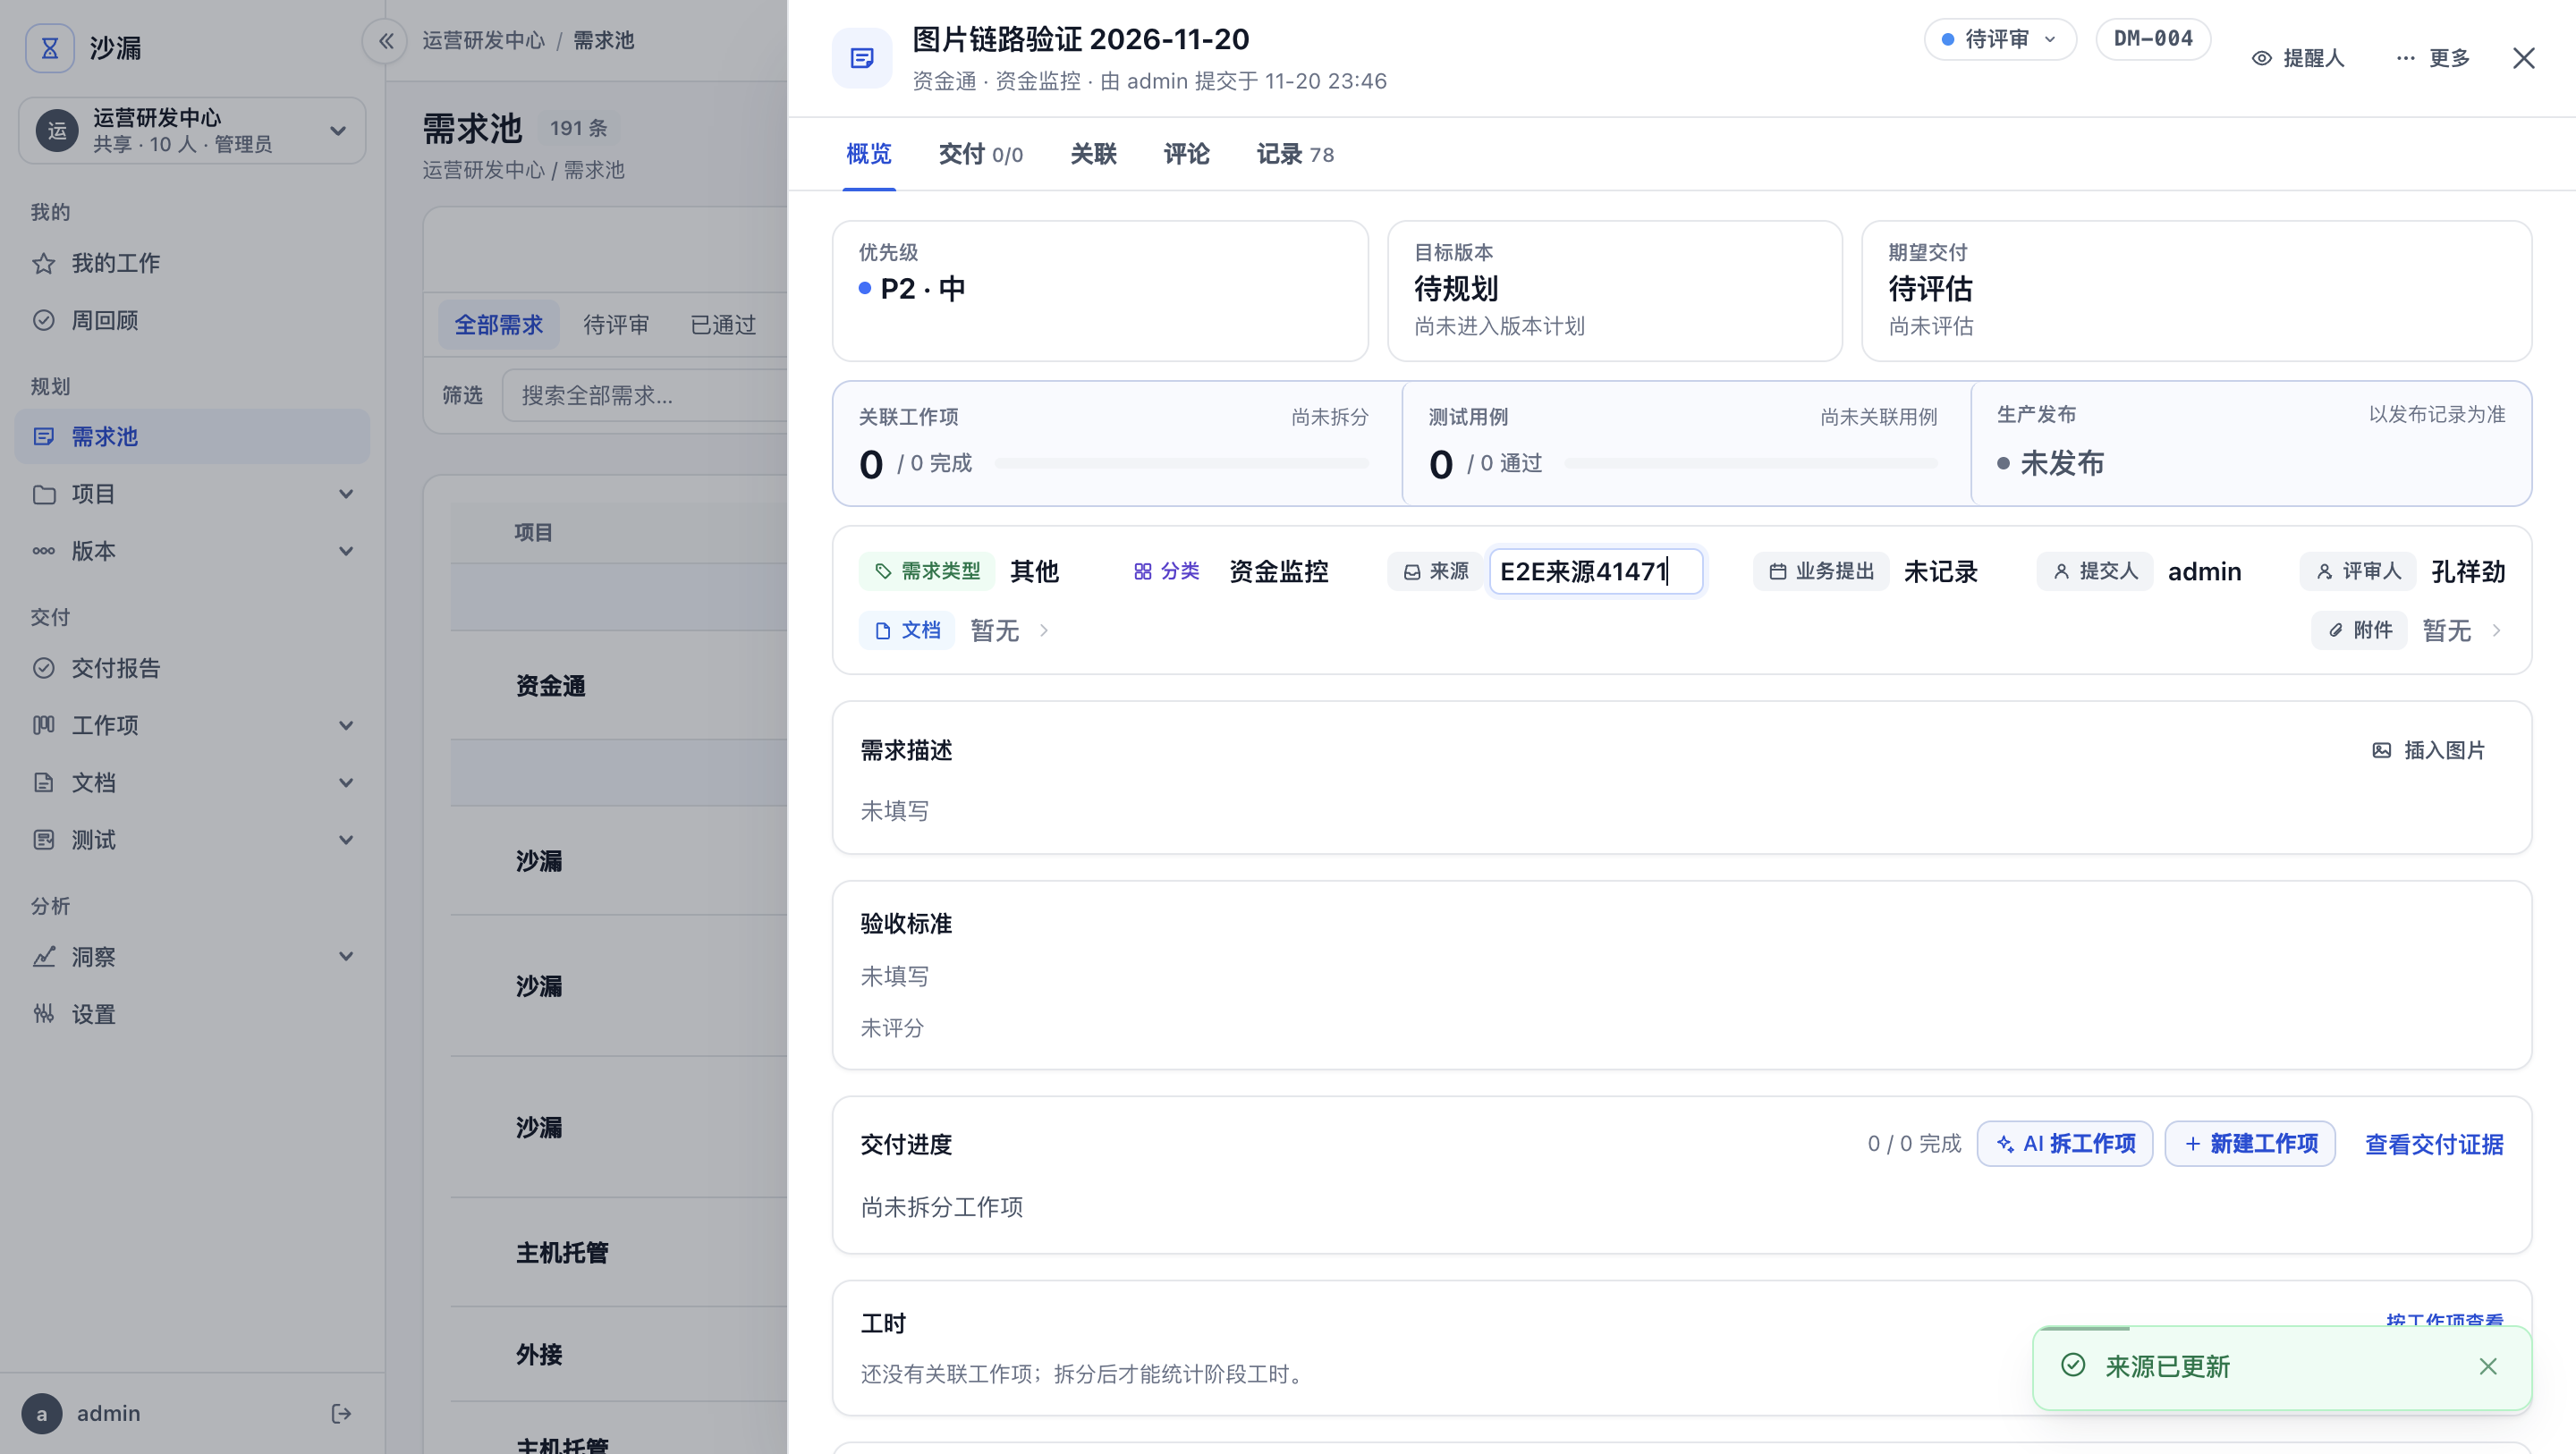 沙漏
运
运营研发中心
共享 · 10 人 · 管理员
我的
我的工作
周回顾
规划
需求池
项目
版本
交付
交付报告
工作项
文档
测试
分析
洞察
设置
a
admin
运营研发中心 / 需求池
需求池
191 条
运营研发中心 / 需求池
全部需求
待评审
已通过
筛选
搜索全部需求...
项目
资金通
沙漏
沙漏
沙漏
主机托管
外接
主机托管
图片链路验证 2026-11-20
资金通 · 资金监控 · 由 admin 提交于 11-20 23:46
待评审
DM-004
提醒人
更多
概览
交付 0/0
关联
评论
记录 78
优先级
P2 · 中
目标版本
待规划
尚未进入版本计划
期望交付
待评估
尚未评估
关联工作项
尚未拆分
0 / 0 完成
测试用例
尚未关联用例
0 / 0 通过
生产发布
以发布记录为准
未发布
需求类型 其他
分类 资金监控
来源 E2E来源41471
业务提出 未记录
提交人 admin
评审人 孔祥劲
文档 暂无
附件 暂无
需求描述
插入图片
未填写
验收标准
未填写
未评分
交付进度
0 / 0 完成
AI 拆工作项
新建工作项
查看交付证据
尚未拆分工作项
工时
按工作项查看
还没有关联工作项；拆分后才能统计阶段工时。
来源已更新